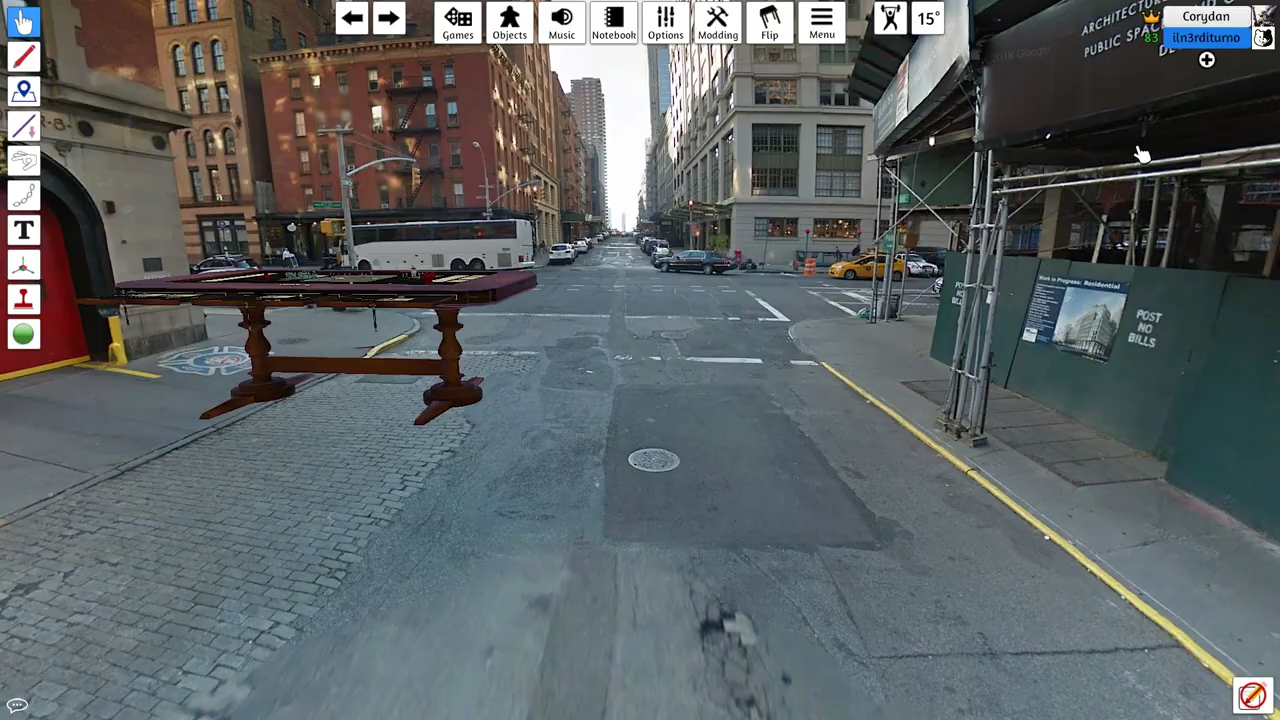 Games
Objects
Music
Notebook
Options
Modding
Flip
Menu
15°
83
Corydan
iln3rditurno
T
ARCHITECTURE
PUBLIC SPA
Work in Progress: Residential
POST
NO
BILLS